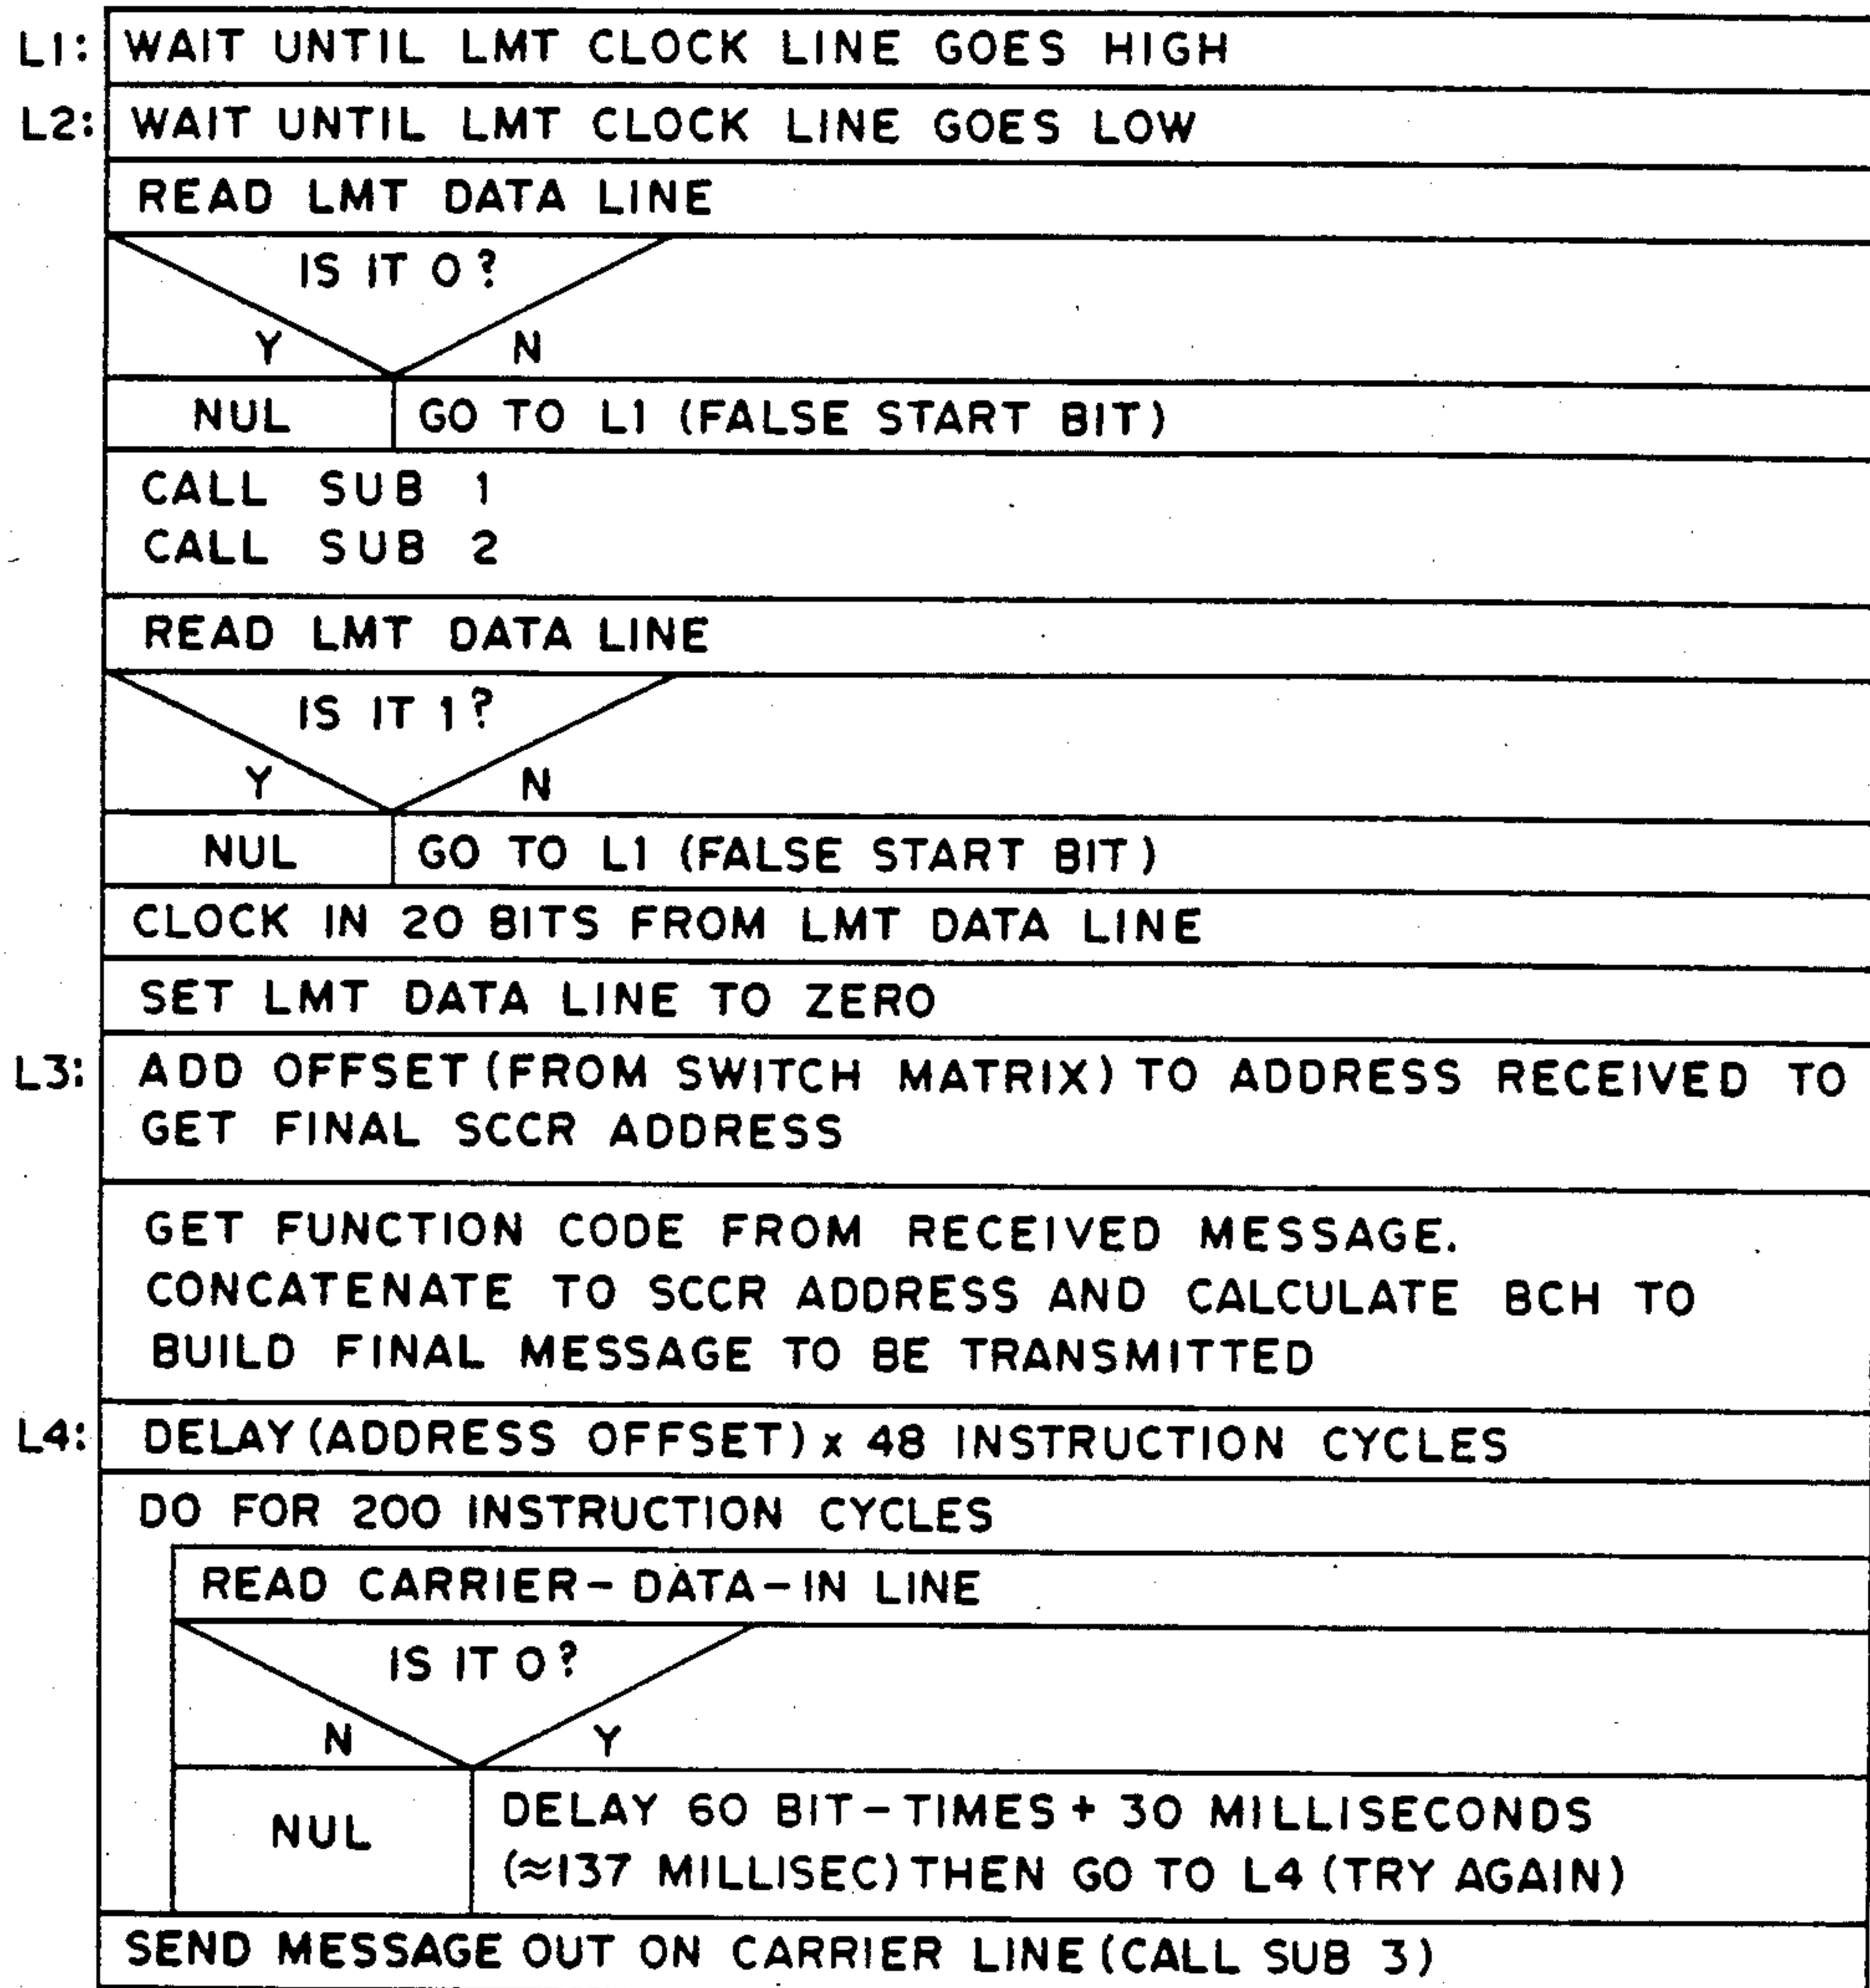 L1: WAIT UNTIL LMT CLOCK LINE GOES HIGH
L2: WAIT UNTIL LMT CLOCK LINE GOES LOW
READ LMT DATA LINE
IS IT 0?
Y N
NUL GO TO L1 (FALSE START BIT)
CALL SUB 1
CALL SUB 2
READ LMT DATA LINE
IS IT 1?
Y N
NUL GO TO L1 (FALSE START BIT)
CLOCK IN 20 BITS FROM LMT DATA LINE
SET LMT DATA LINE TO ZERO
L3: ADD OFFSET (FROM SWITCH MATRIX) TO ADDRESS RECEIVED TO
GET FINAL SCCR ADDRESS
GET FUNCTION CODE FROM RECEIVED MESSAGE.
CONCATENATE TO SCCR ADDRESS AND CALCULATE BCH TO
BUILD FINAL MESSAGE TO BE TRANSMITTED
L4: DELAY (ADDRESS OFFSET) x 48 INSTRUCTION CYCLES
DO FOR 200 INSTRUCTION CYCLES
READ CARRIER-DATA-IN LINE
IS IT 0?
N Y
NUL DELAY 60 BIT-TIMES + 30 MILLISECONDS
(≈137 MILLISEC) THEN GO TO L4 (TRY AGAIN)
SEND MESSAGE OUT ON CARRIER LINE (CALL SUB 3)